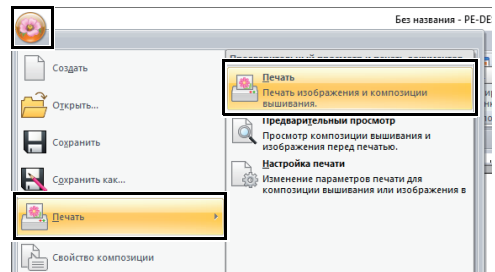 Без названия - PE-DE
Создать
Открыть...
Сохранить
Сохранить как...
Печать
Свойство композиции
Печать
Печать изображения и композиции
вышивания.
Предварительный просмотр
Просмотр композиции вышивания и
изображения перед печатью.
Настройка печати
Изменение параметров печати для
композиции вышивания или изображения в